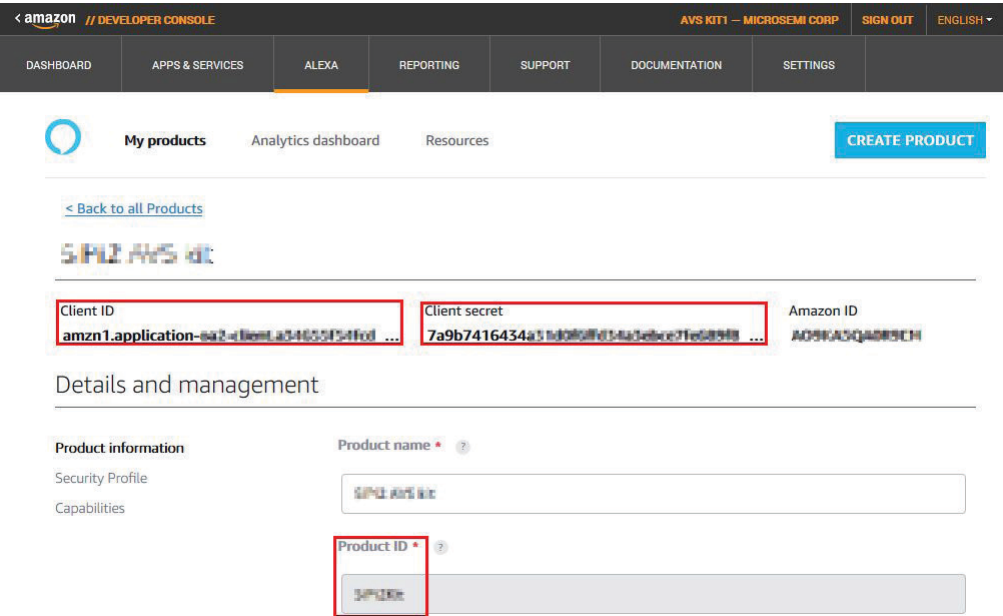 < amazon // DEVELOPER CONSOLE AVS KIT1 — MICROSEMI CORP SIGN OUT ENGLISH
DASHBOARD APPS & SERVICES ALEXA REPORTING SUPPORT DOCUMENTATION SETTINGS
My products Analytics dashboard Resources CREATE PRODUCT
< Back to all Products
Client ID Client secret Amazon ID
amzn1.application- ... 7a9b7416434a ...
Details and management
Product information Product name * ?
Security Profile
Capabilities
Product ID * ?